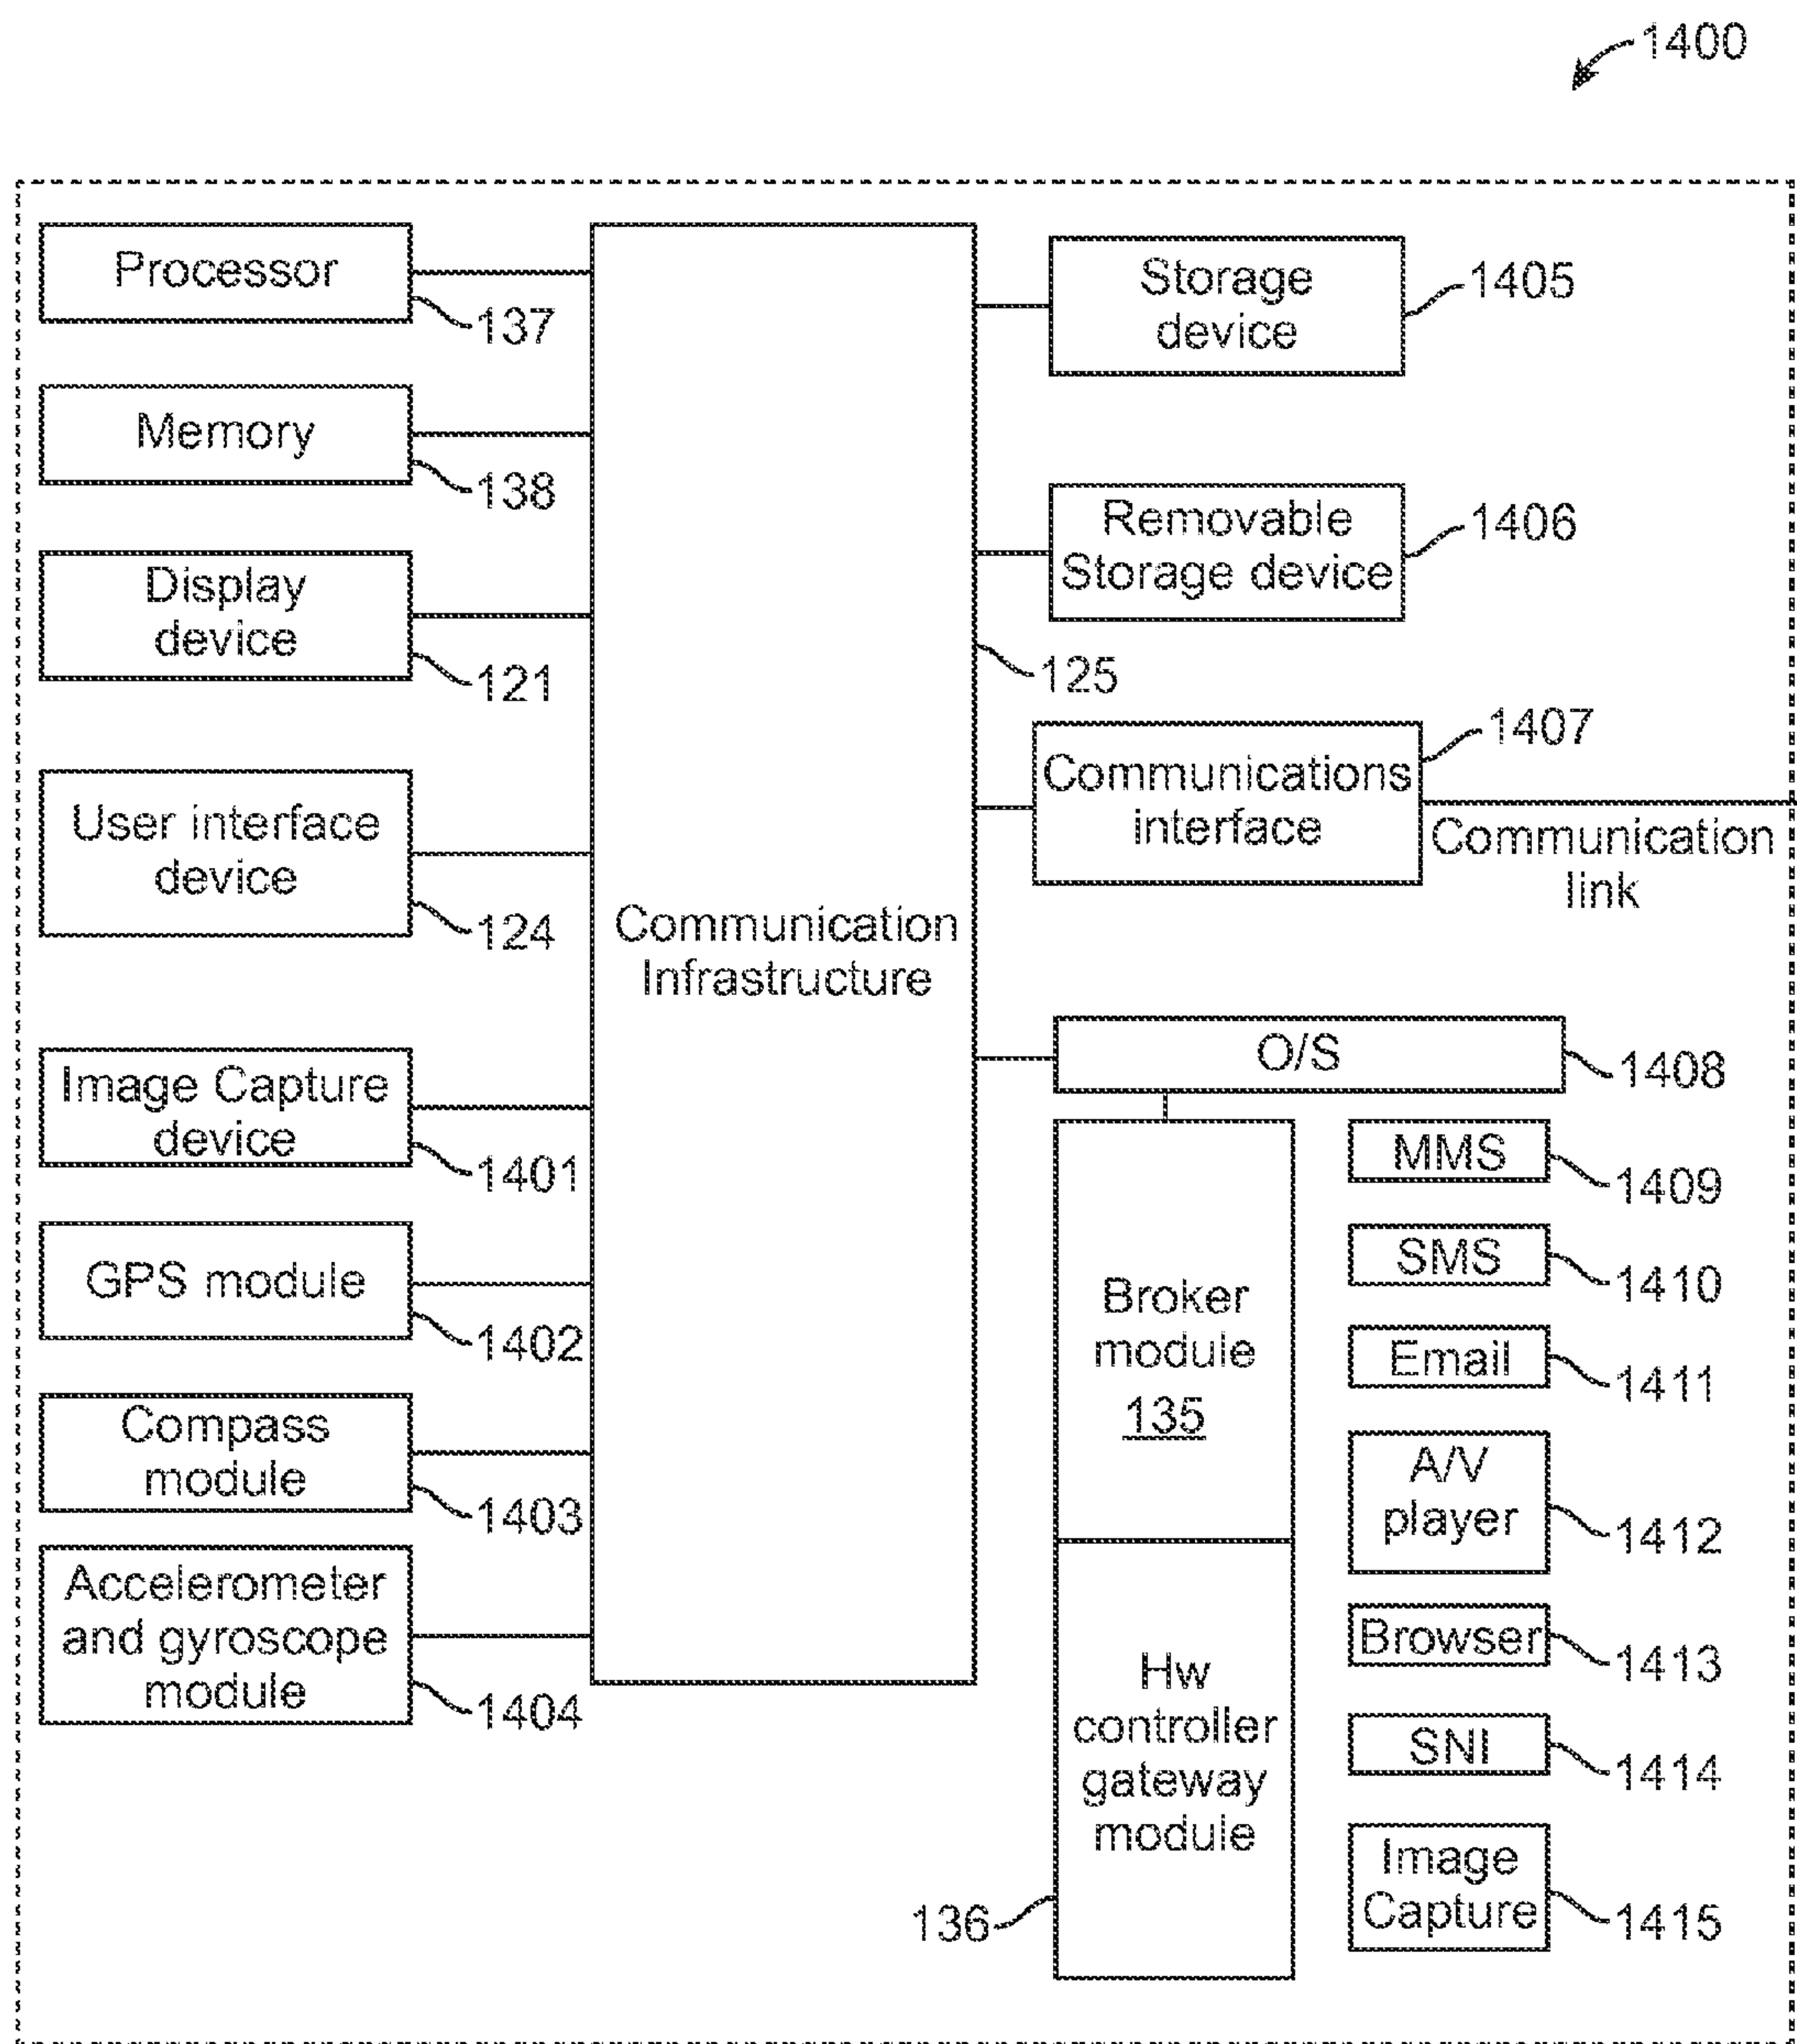 1400
Processor
137
Memory
138
Display
device
121
User interface
device
124
Image Capture
device
1401
GPS module
1402
Compass
module
1403
Accelerometer
and gyroscope
module
1404
Communication
Infrastructure
125
Storage
device
1405
Removable
Storage device
1406
Communications
interface
1407
Communication
link
O/S
1408
Broker
module
135
Hw
controller
gateway
module
136
MMS
1409
SMS
1410
Email
1411
A/V
player
1412
Browser
1413
SNI
1414
Image
Capture
1415